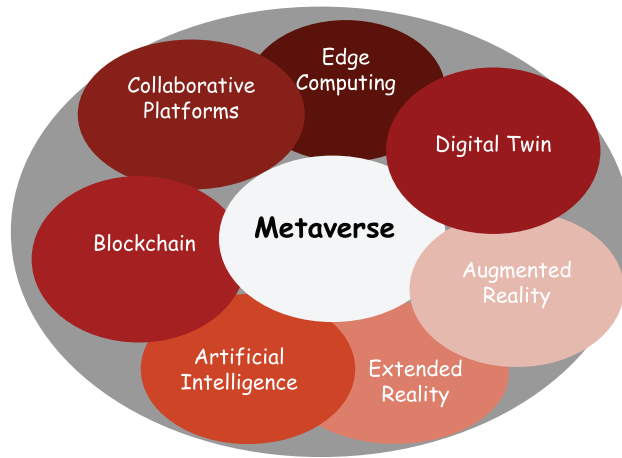 Edge
Computing
Collaborative
Platforms
Digital Twin
Metaverse
Blockchain
Augmented
Reality
Artificial
Intelligence
Extended
Reality